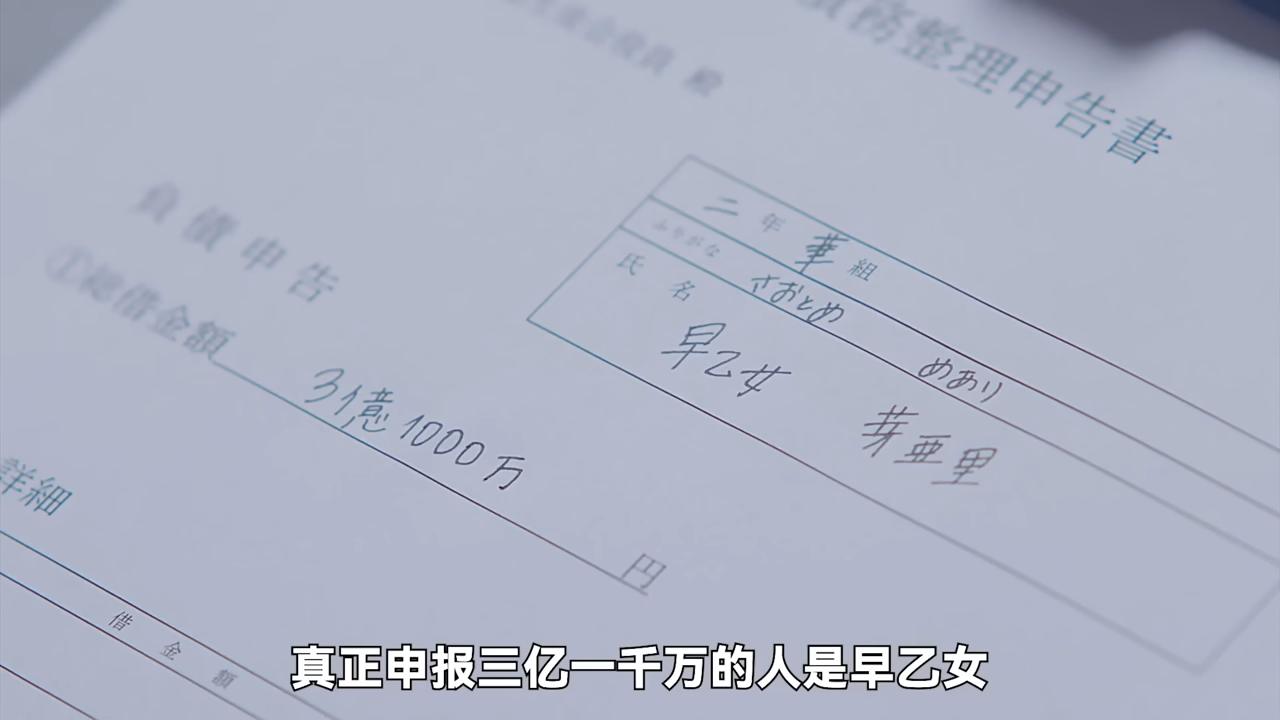 債務整理申告書
二年華組
ふりがな さおとめ めあり
氏名 早乙女 芽亜里
負債申告
①総借金額 3億1000万円
詳細
借金額
真正申报三亿一千万的人是早乙女